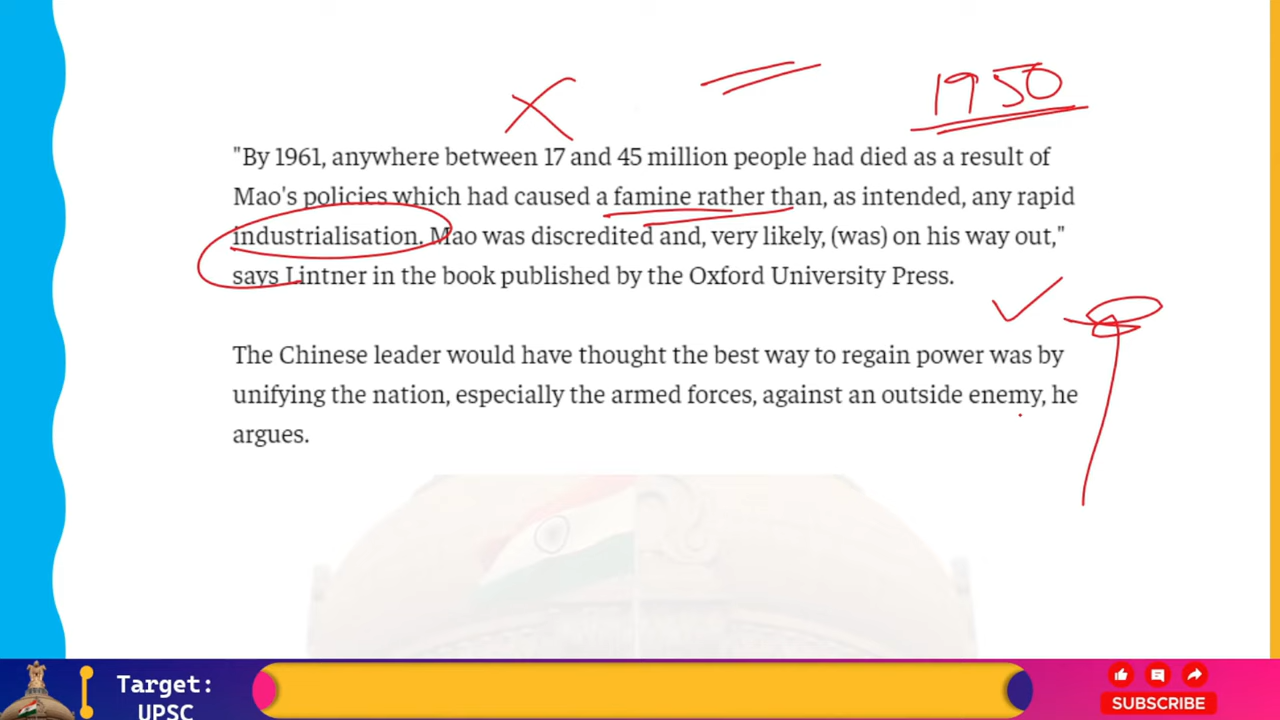 1950
"By 1961, anywhere between 17 and 45 million people had died as a result of
Mao's policies which had caused a famine rather than, as intended, any rapid
industrialisation. Mao was discredited and, very likely, (was) on his way out,"
says Lintner in the book published by the Oxford University Press.
The Chinese leader would have thought the best way to regain power was by
unifying the nation, especially the armed forces, against an outside enemy, he
argues.
Target:
UPSC
SUBSCRIBE